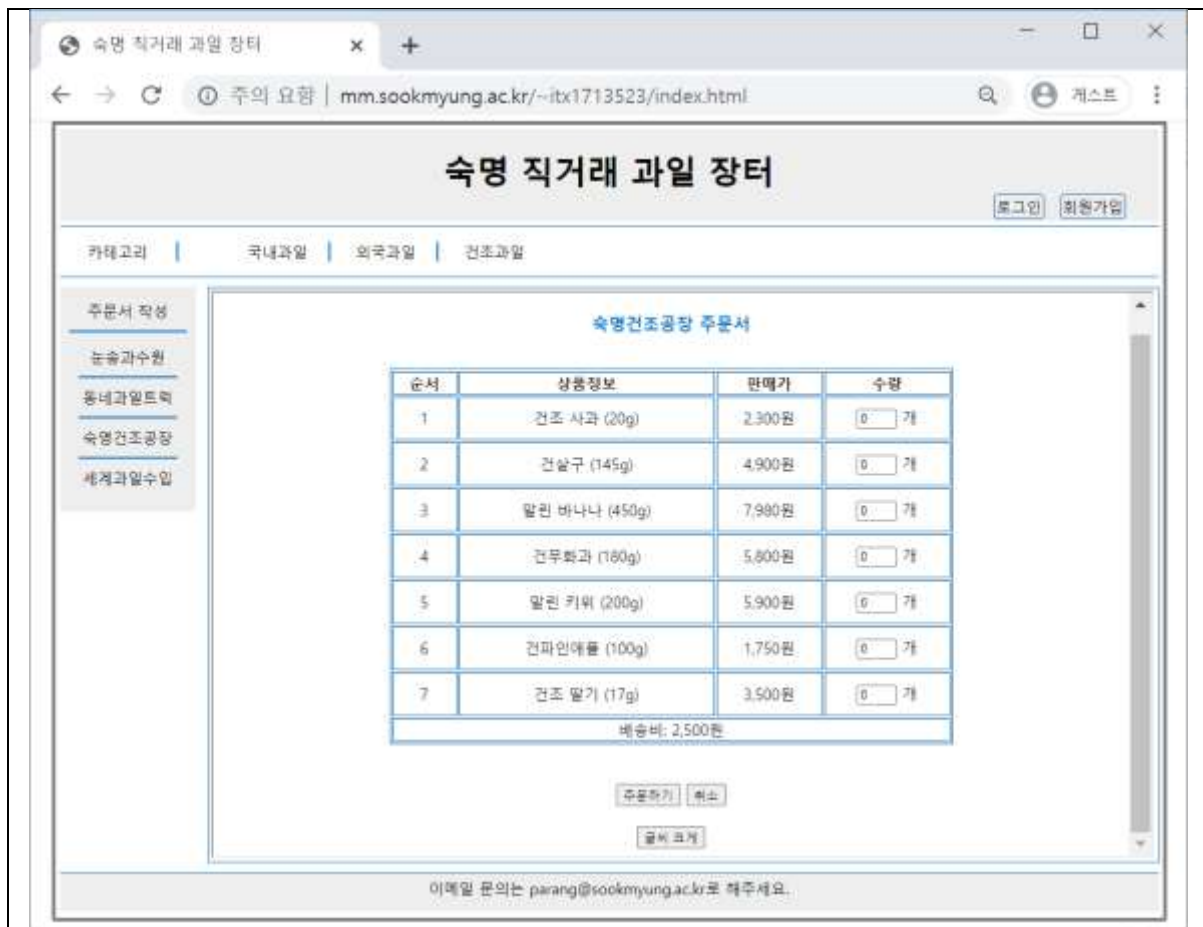 숙명 직거래 과일 장터
주의 요함 | mm.sookmyung.ac.kr/~itx1713523/index.html 게스트
숙명 직거래 과일 장터
로그인 회원가입
카테고리 국내과일 외국과일 건조과일
주문서 작성
눈송과수원
동네과일트럭
숙명건조공장
세계과일수입
숙명건조공장 주문서
순서 상품정보 판매가 수량
1 건조 사과 (20g) 2,300원 0 개
2 건살구 (145g) 4,900원 0 개
3 말린 바나나 (450g) 7,980원 0 개
4 건무화과 (180g) 5,800원 0 개
5 말린 키위 (200g) 5,900원 0 개
6 건파인애플 (100g) 1,750원 0 개
7 건조 딸기 (17g) 3,500원 0 개
배송비: 2,500원
주문하기 취소
글씨 크게
이메일 문의는 parang@sookmyung.ac.kr로 해주세요.